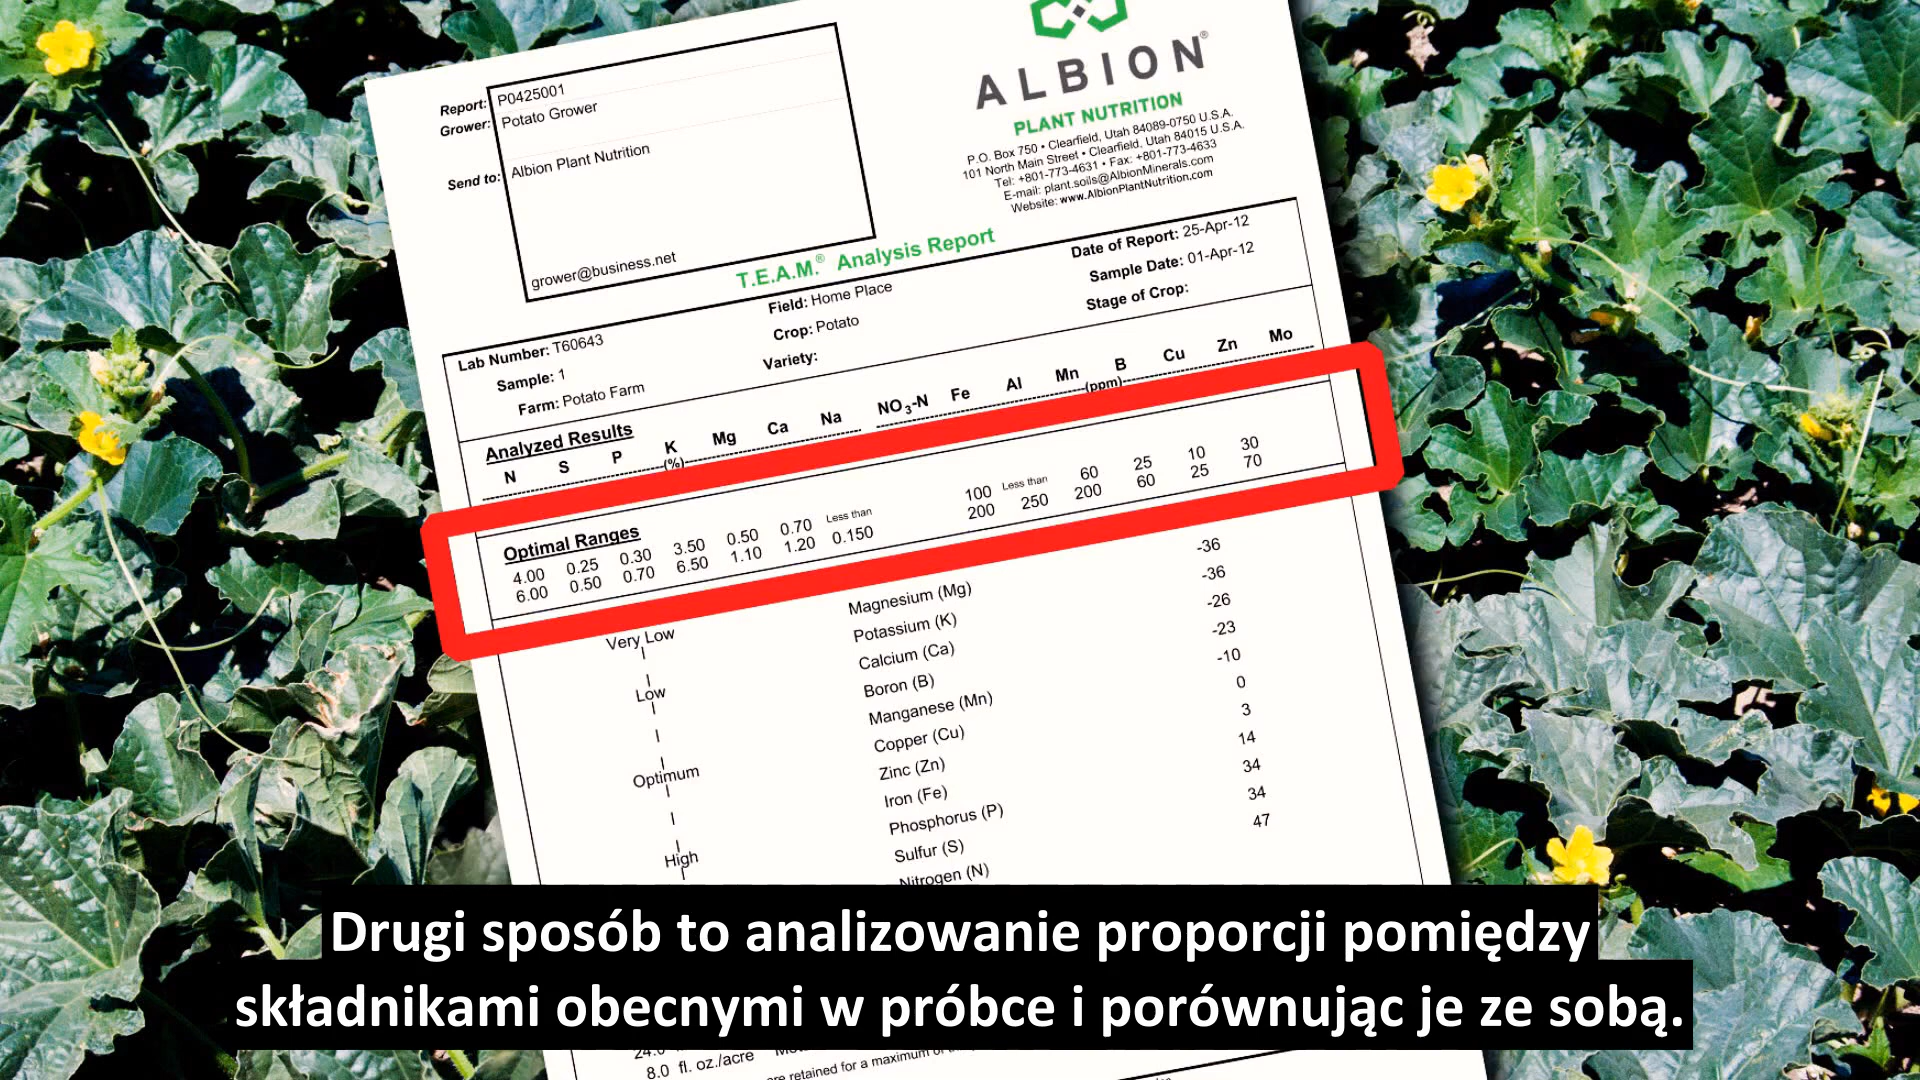 ALBION®
PLANT NUTRITION
P.O. Box 750 • Clearfield, Utah 84089-0750 U.S.A.
101 North Main Street • Clearfield, Utah 84015 U.S.A.
Tel: +801-773-4631 • Fax: +801-773-4633
E-mail: plant.soils@AlbionMinerals.com
Website: www.AlbionPlantNutrition.com
Report: P0425001
Grower: Potato Grower
Send to: Albion Plant Nutrition
grower@business.net
T.E.A.M.® Analysis Report
Lab Number: T60643
Sample: 1
Farm: Potato Farm
Field: Home Place
Crop: Potato
Variety:
Date of Report: 25-Apr-12
Sample Date: 01-Apr-12
Stage of Crop:
Analyzed Results
N S P K Mg Ca Na NO3-N Fe Al Mn B Cu Zn Mo
(%) (ppm)
Optimal Ranges
4.00 0.25 0.30 3.50 0.50 0.70 Less than 100 Less than 60 25 10 30
6.00 0.50 0.70 6.50 1.10 1.20 0.150 200 250 200 60 25 70
Very Low
Low
Optimum
High
Magnesium (Mg) -36
Potassium (K) -36
Calcium (Ca) -26
Boron (B) -23
Manganese (Mn) -10
Copper (Cu) 0
Zinc (Zn) 3
Iron (Fe) 14
Phosphorus (P) 34
Sulfur (S) 34
Nitrogen (N) 47
Drugi sposób to analizowanie proporcji pomiędzy
składnikami obecnymi w próbce i porównując je ze sobą.
24.0
8.0 fl. oz./acre
re retained for a maximum